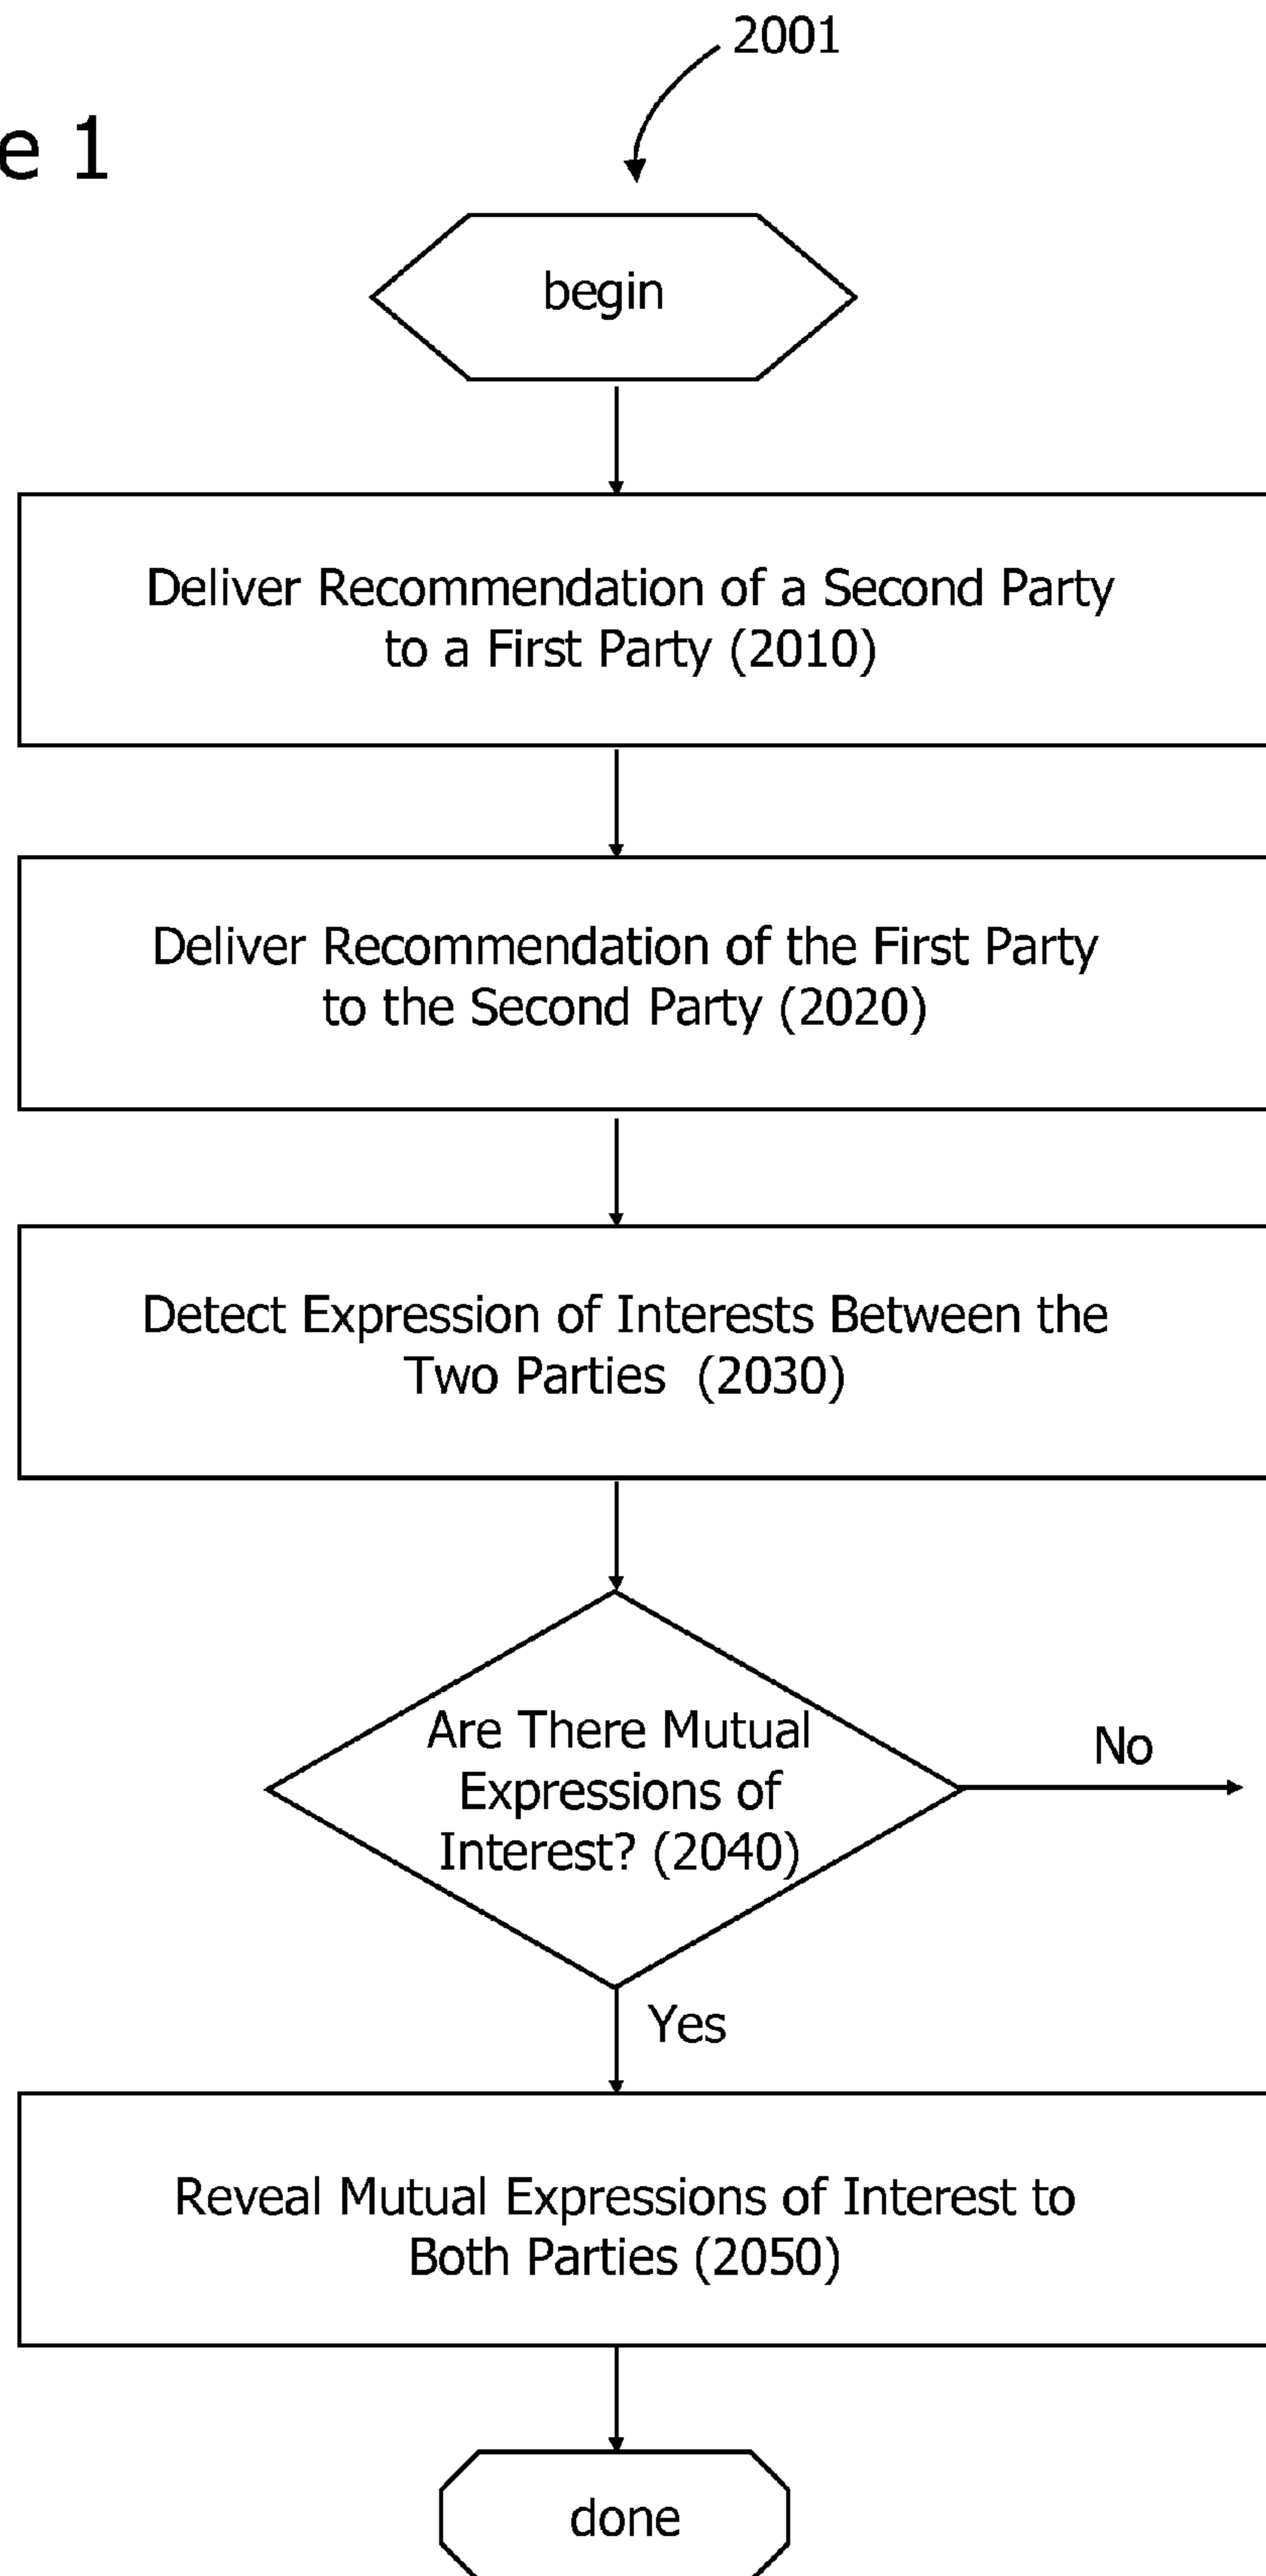 2001
e 1
begin
Deliver Recommendation of a Second Party
to a First Party (2010)
Deliver Recommendation of the First Party
to the Second Party (2020)
Detect Expression of Interests Between the
Two Parties (2030)
Are There Mutual
Expressions of
Interest? (2040)
No
Yes
Reveal Mutual Expressions of Interest to
Both Parties (2050)
done